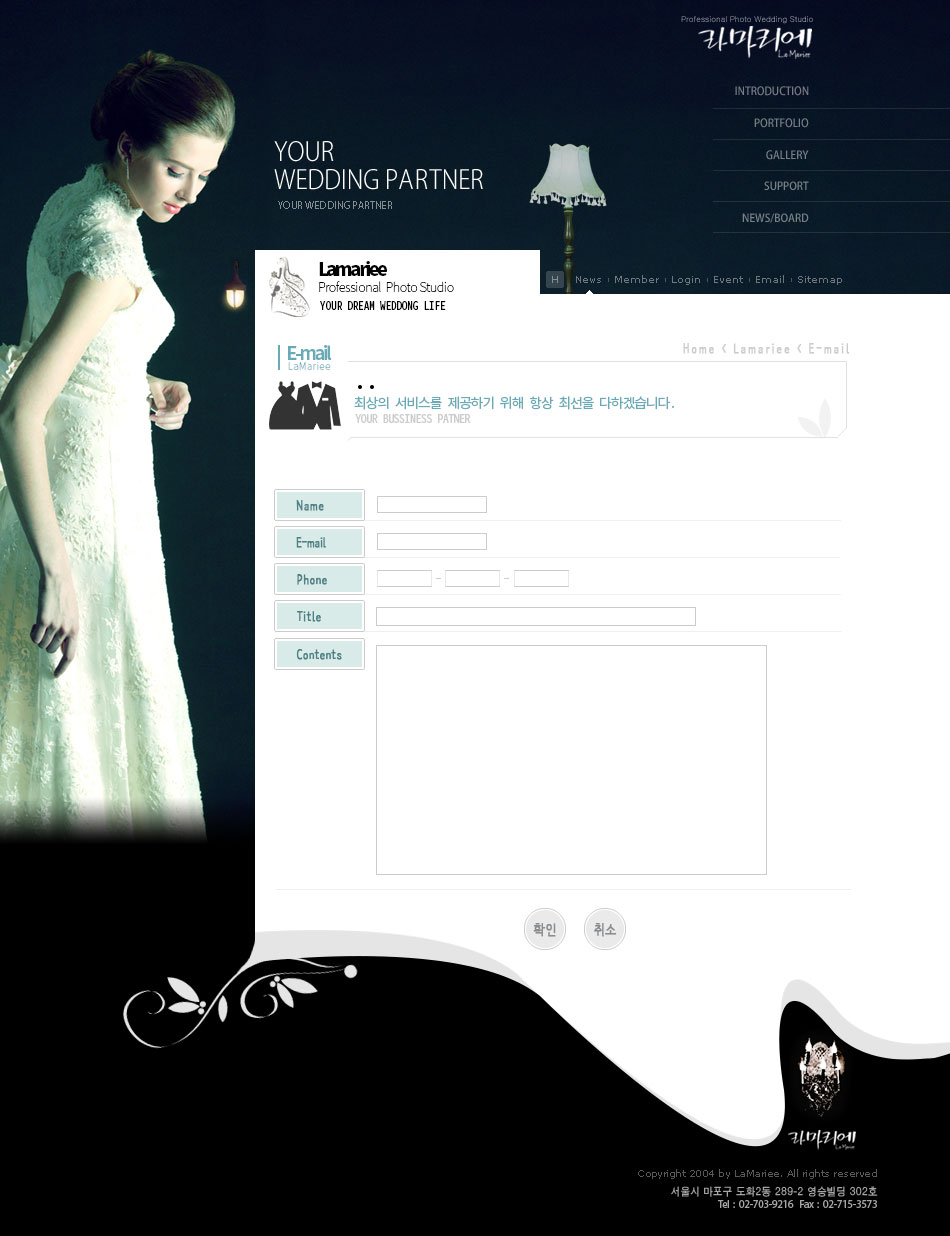 Professional Photo Wedding Studio
라마리에
La Mariee
INTRODUCTION
PORTFOLIO
GALLERY
SUPPORT
NEWS/BOARD
YOUR
WEDDING PARTNER
YOUR WEDDING PARTNER
Lamariee
Professional Photo Studio
YOUR DREAM WEDDONG LIFE
H News Member Login Event Email Sitemap
Home < Lamariee < E-mail
E-mail
LaMariee
최상의 서비스를 제공하기 위해 항상 최선을 다하겠습니다.
YOUR BUSSINESS PATNER
Name
E-mail
Phone - -
Title
Contents
확인 취소
라마리에
La Mariee
Copyright 2004 by LaMariee. All rights reserved
서울시 마포구 도화2동 289-2 영승빌딩 302호
Tel : 02-703-9216 Fax : 02-715-3573